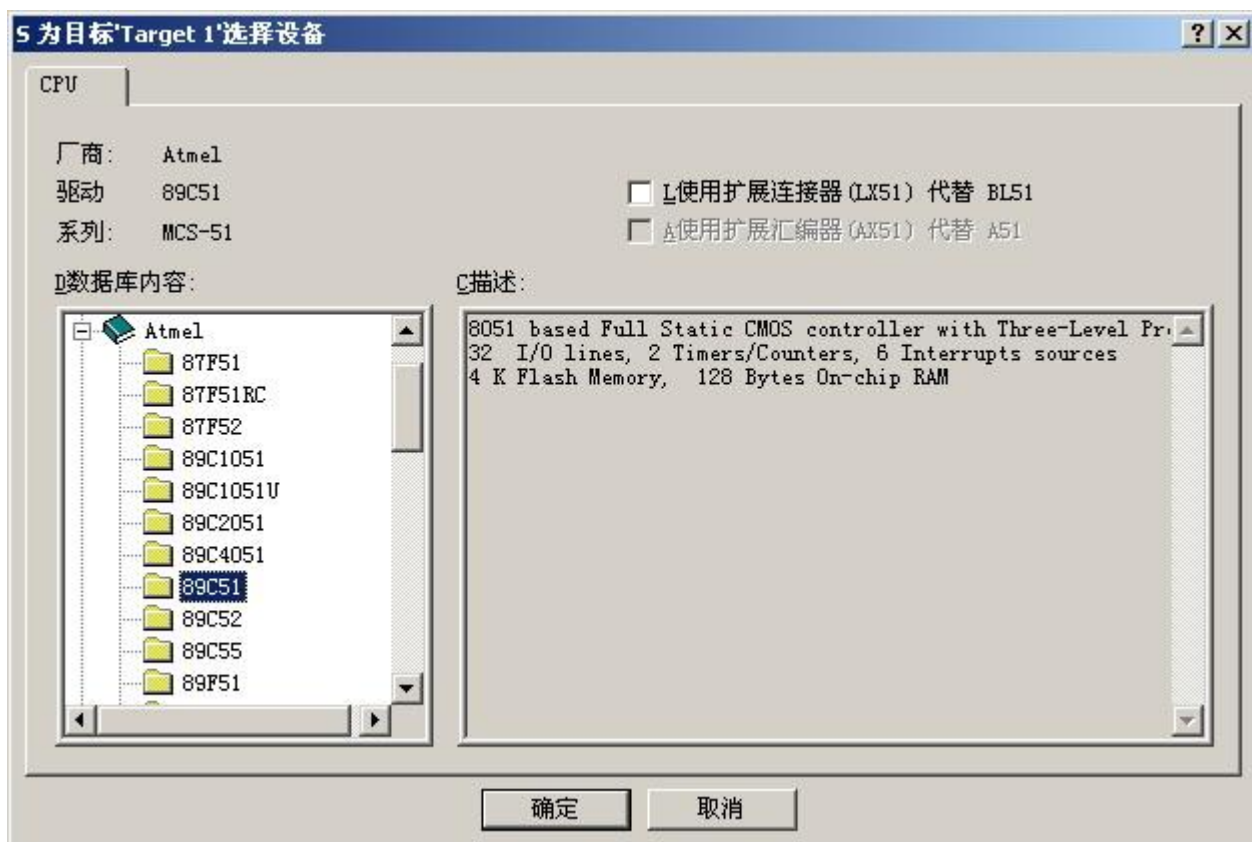 S 为目标'Target 1'选择设备
CPU
厂商: Atmel
驱动 89C51
系列: MCS-51
L使用扩展连接器(LX51) 代替 BL51
A使用扩展汇编器(AX51) 代替 A51
D数据库内容:
Atmel
87F51
87F51RC
87F52
89C1051
89C1051U
89C2051
89C4051
89C51
89C52
89C55
89F51
C描述:
8051 based Full Static CMOS controller with Three-Level Pr
32 I/O lines, 2 Timers/Counters, 6 Interrupts sources
4 K Flash Memory, 128 Bytes On-chip RAM
确定
取消